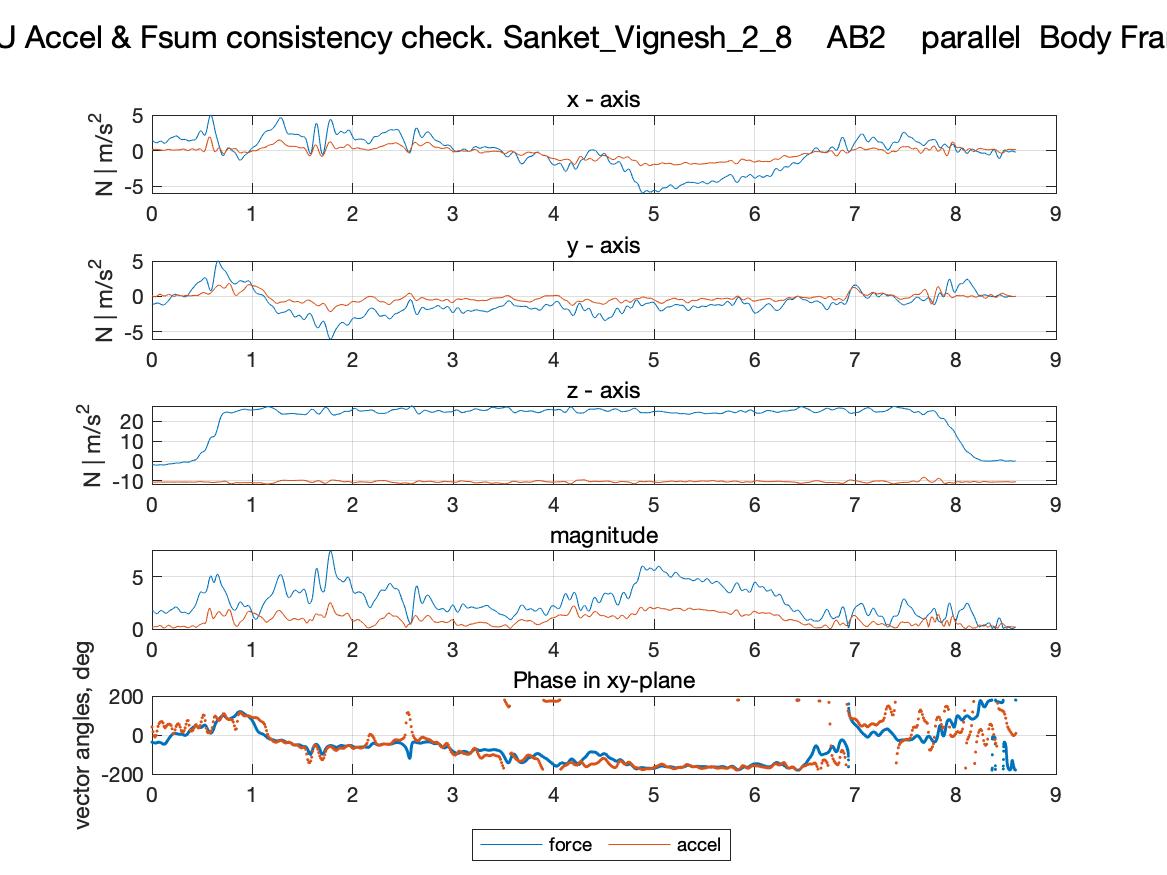 U Accel & Fsum consistency check. Sanket_Vignesh_2_8 AB2 parallel Body Fra
x - axis
N | m/s²
5
0
-5
0 1 2 3 4 5 6 7 8 9
y - axis
N | m/s²
5
0
-5
0 1 2 3 4 5 6 7 8 9
z - axis
N | m/s²
20
10
0
-10
0 1 2 3 4 5 6 7 8 9
magnitude
5
0
0 1 2 3 4 5 6 7 8 9
Phase in xy-plane
vector angles, deg
200
0
-200
0 1 2 3 4 5 6 7 8 9
force accel